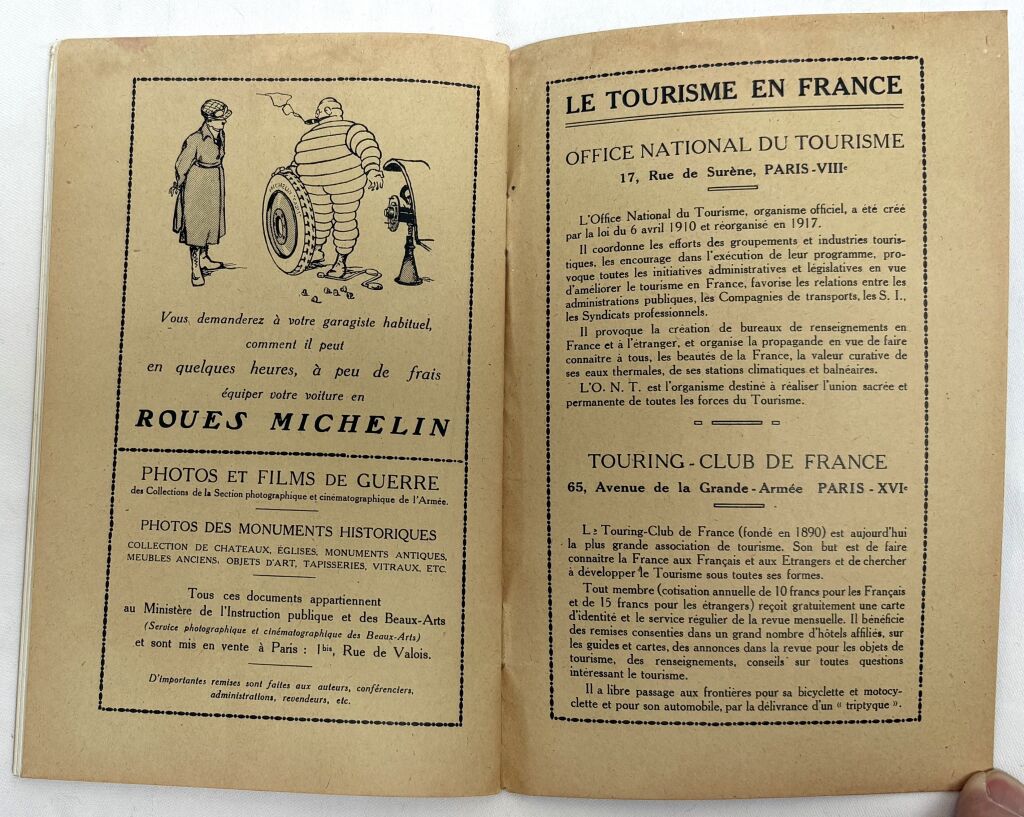 MICHELIN
Vous demanderez à votre garagiste habituel,
comment il peut
en quelques heures, à peu de frais
équiper votre voiture en
ROUES MICHELIN
PHOTOS ET FILMS DE GUERRE
des Collections de la Section photographique et cinématographique de l'Armée.
PHOTOS DES MONUMENTS HISTORIQUES
COLLECTION DE CHATEAUX, ÉGLISES, MONUMENTS ANTIQUES,
MEUBLES ANCIENS, OBJETS D'ART, TAPISSERIES, VITRAUX, ETC.
Tous ces documents appartiennent
au Ministère de l'Instruction publique et des Beaux-Arts
(Service photographique et cinématographique des Beaux-Arts)
et sont mis en vente à Paris : 1bis, Rue de Valois.
D'importantes remises sont faites aux auteurs, conférenciers,
administrations, revendeurs, etc.
LE TOURISME EN FRANCE
OFFICE NATIONAL DU TOURISME
17, Rue de Surène, PARIS-VIIIe
L'Office National du Tourisme, organisme officiel, a été créé
par la loi du 6 avril 1910 et réorganisé en 1917.
Il coordonne les efforts des groupements et industries touris-
tiques, les encourage dans l'exécution de leur programme, pro-
voque toutes les initiatives administratives et législatives en vue
d'améliorer le tourisme en France, favorise les relations entre les
administrations publiques, les Compagnies de transports, les S. I.,
les Syndicats professionnels.
Il provoque la création de bureaux de renseignements en
France et à l'étranger, et organise la propagande en vue de faire
connaître à tous, les beautés de la France, la valeur curative de
ses eaux thermales, de ses stations climatiques et balnéaires.
L'O. N. T. est l'organisme destiné à réaliser l'union sacrée et
permanente de toutes les forces du Tourisme.
TOURING-CLUB DE FRANCE
65, Avenue de la Grande-Armée PARIS-XVIe
Le Touring-Club de France (fondé en 1890) est aujourd'hui
la plus grande association de tourisme. Son but est de faire
connaître la France aux Français et aux Etrangers et de chercher
à développer le Tourisme sous toutes ses formes.
Tout membre (cotisation annuelle de 10 francs pour les Français
et de 15 francs pour les étrangers) reçoit gratuitement une carte
d'identité et le service régulier de la revue mensuelle. Il bénéficie
des remises consenties dans un grand nombre d'hôtels affiliés, sur
les guides et cartes, des annonces dans la revue pour les objets de
tourisme, des renseignements, conseils sur toutes questions
intéressant le tourisme.
Il a libre passage aux frontières pour sa bicyclette et motocy-
clette et pour son automobile, par la délivrance d'un « triptyque ».